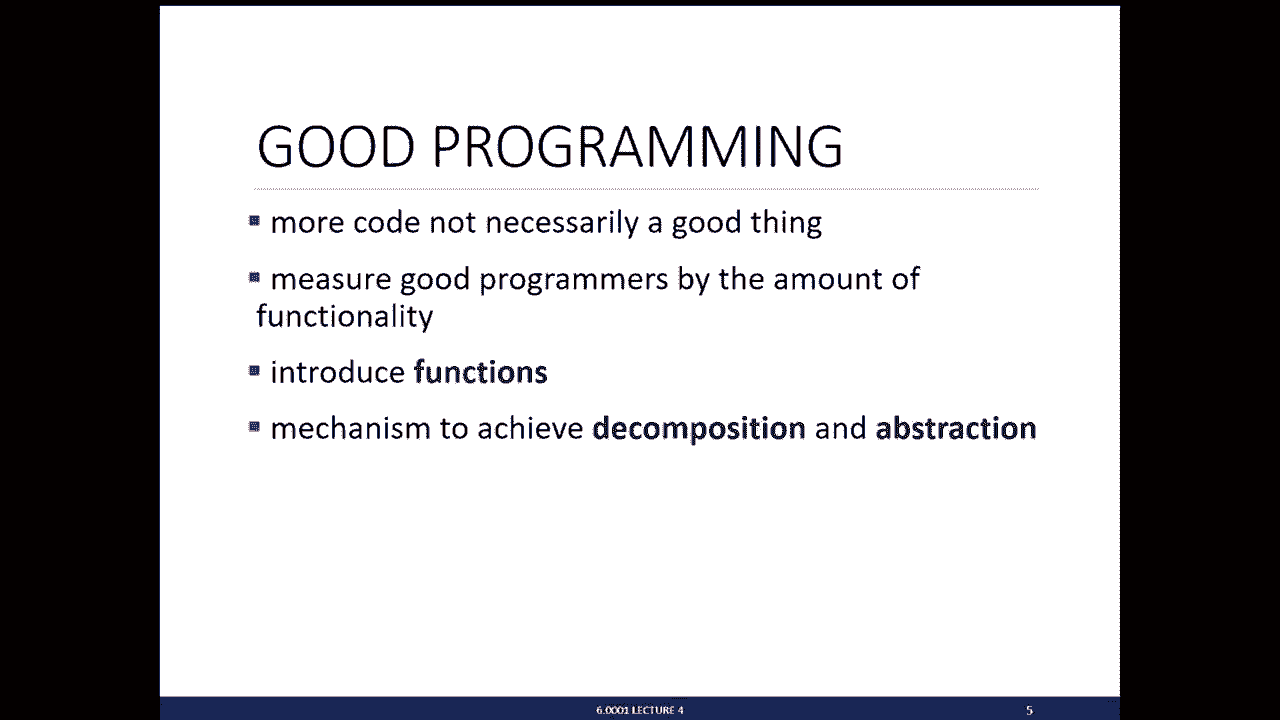 GOOD PROGRAMMING
▪ more code not necessarily a good thing
▪ measure good programmers by the amount of
functionality
▪ introduce functions
▪ mechanism to achieve decomposition and abstraction
6.0001 LECTURE 4
5